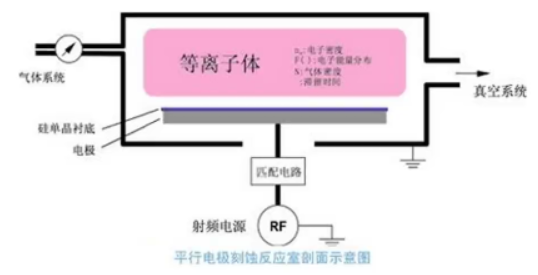 等离子体
nₑ:电子密度
F():电子能量分布
N:气体密度
:滞留时间
气体系统
真空系统
硅单晶衬底
电极
匹配电路
射频电源
RF
平行电极刻蚀反应室剖面示意图